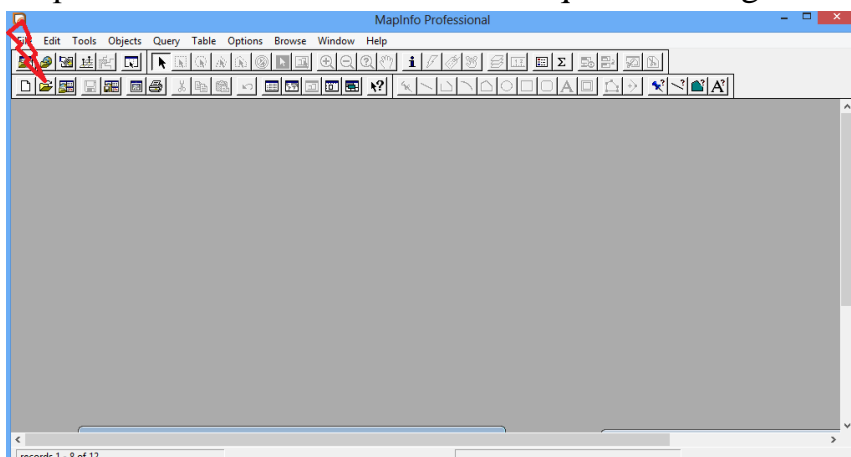 MapInfo Professional
File Edit Tools Objects Query Table Options Browse Window Help
records 1 - 8 of 12